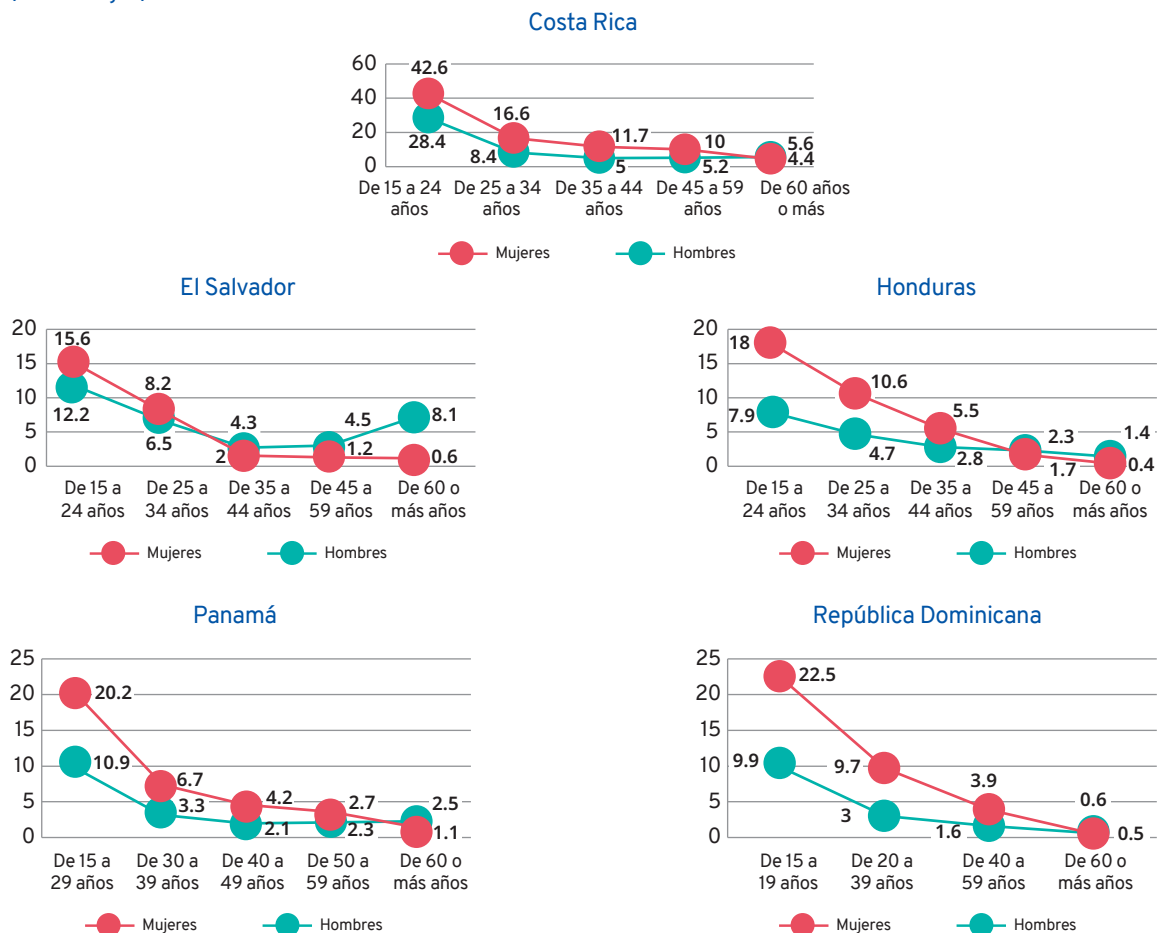 Costa Rica
60
40
20
0
42.6
16.6
11.7
10
5.6
28.4
8.4
5
5.2
4.4
De 15 a 24 años
De 25 a 34 años
De 35 a 44 años
De 45 a 59 años
De 60 años o más
Mujeres
Hombres
El Salvador
20
15
10
5
0
15.6
8.2
4.3
4.5
8.1
12.2
6.5
2
1.2
0.6
De 15 a 24 años
De 25 a 34 años
De 35 a 44 años
De 45 a 59 años
De 60 o más años
Mujeres
Hombres
Honduras
20
15
10
5
0
18
10.6
5.5
2.3
1.4
7.9
4.7
2.8
1.7
0.4
De 15 a 24 años
De 25 a 34 años
De 35 a 44 años
De 45 a 59 años
De 60 o más años
Mujeres
Hombres
Panamá
25
20
15
10
5
0
20.2
6.7
4.2
2.7
2.5
10.9
3.3
2.1
2.3
1.1
De 15 a 29 años
De 30 a 39 años
De 40 a 49 años
De 50 a 59 años
De 60 o más años
Mujeres
Hombres
República Dominicana
25
20
15
10
5
0
22.5
9.7
3.9
0.6
9.9
3
1.6
0.5
De 15 a 19 años
De 20 a 39 años
De 40 a 59 años
De 60 o más años
Mujeres
Hombres